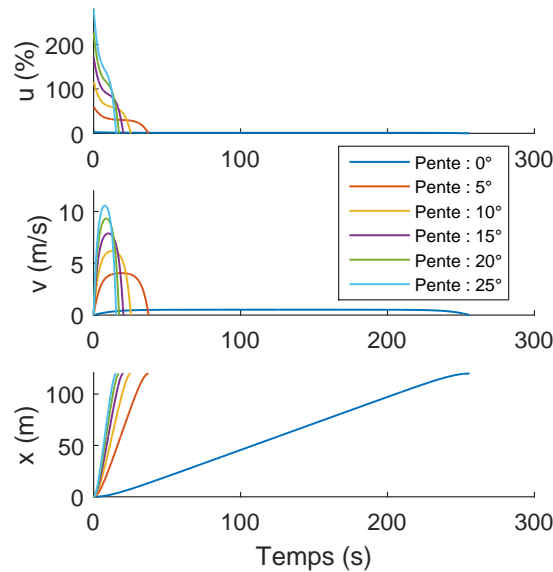 u (%)
200
100
0
0
100
200
300
Pente : 0°
Pente : 5°
Pente : 10°
Pente : 15°
Pente : 20°
Pente : 25°
v (m/s)
10
5
0
0
100
200
300
x (m)
100
50
0
0
100
200
300
Temps (s)